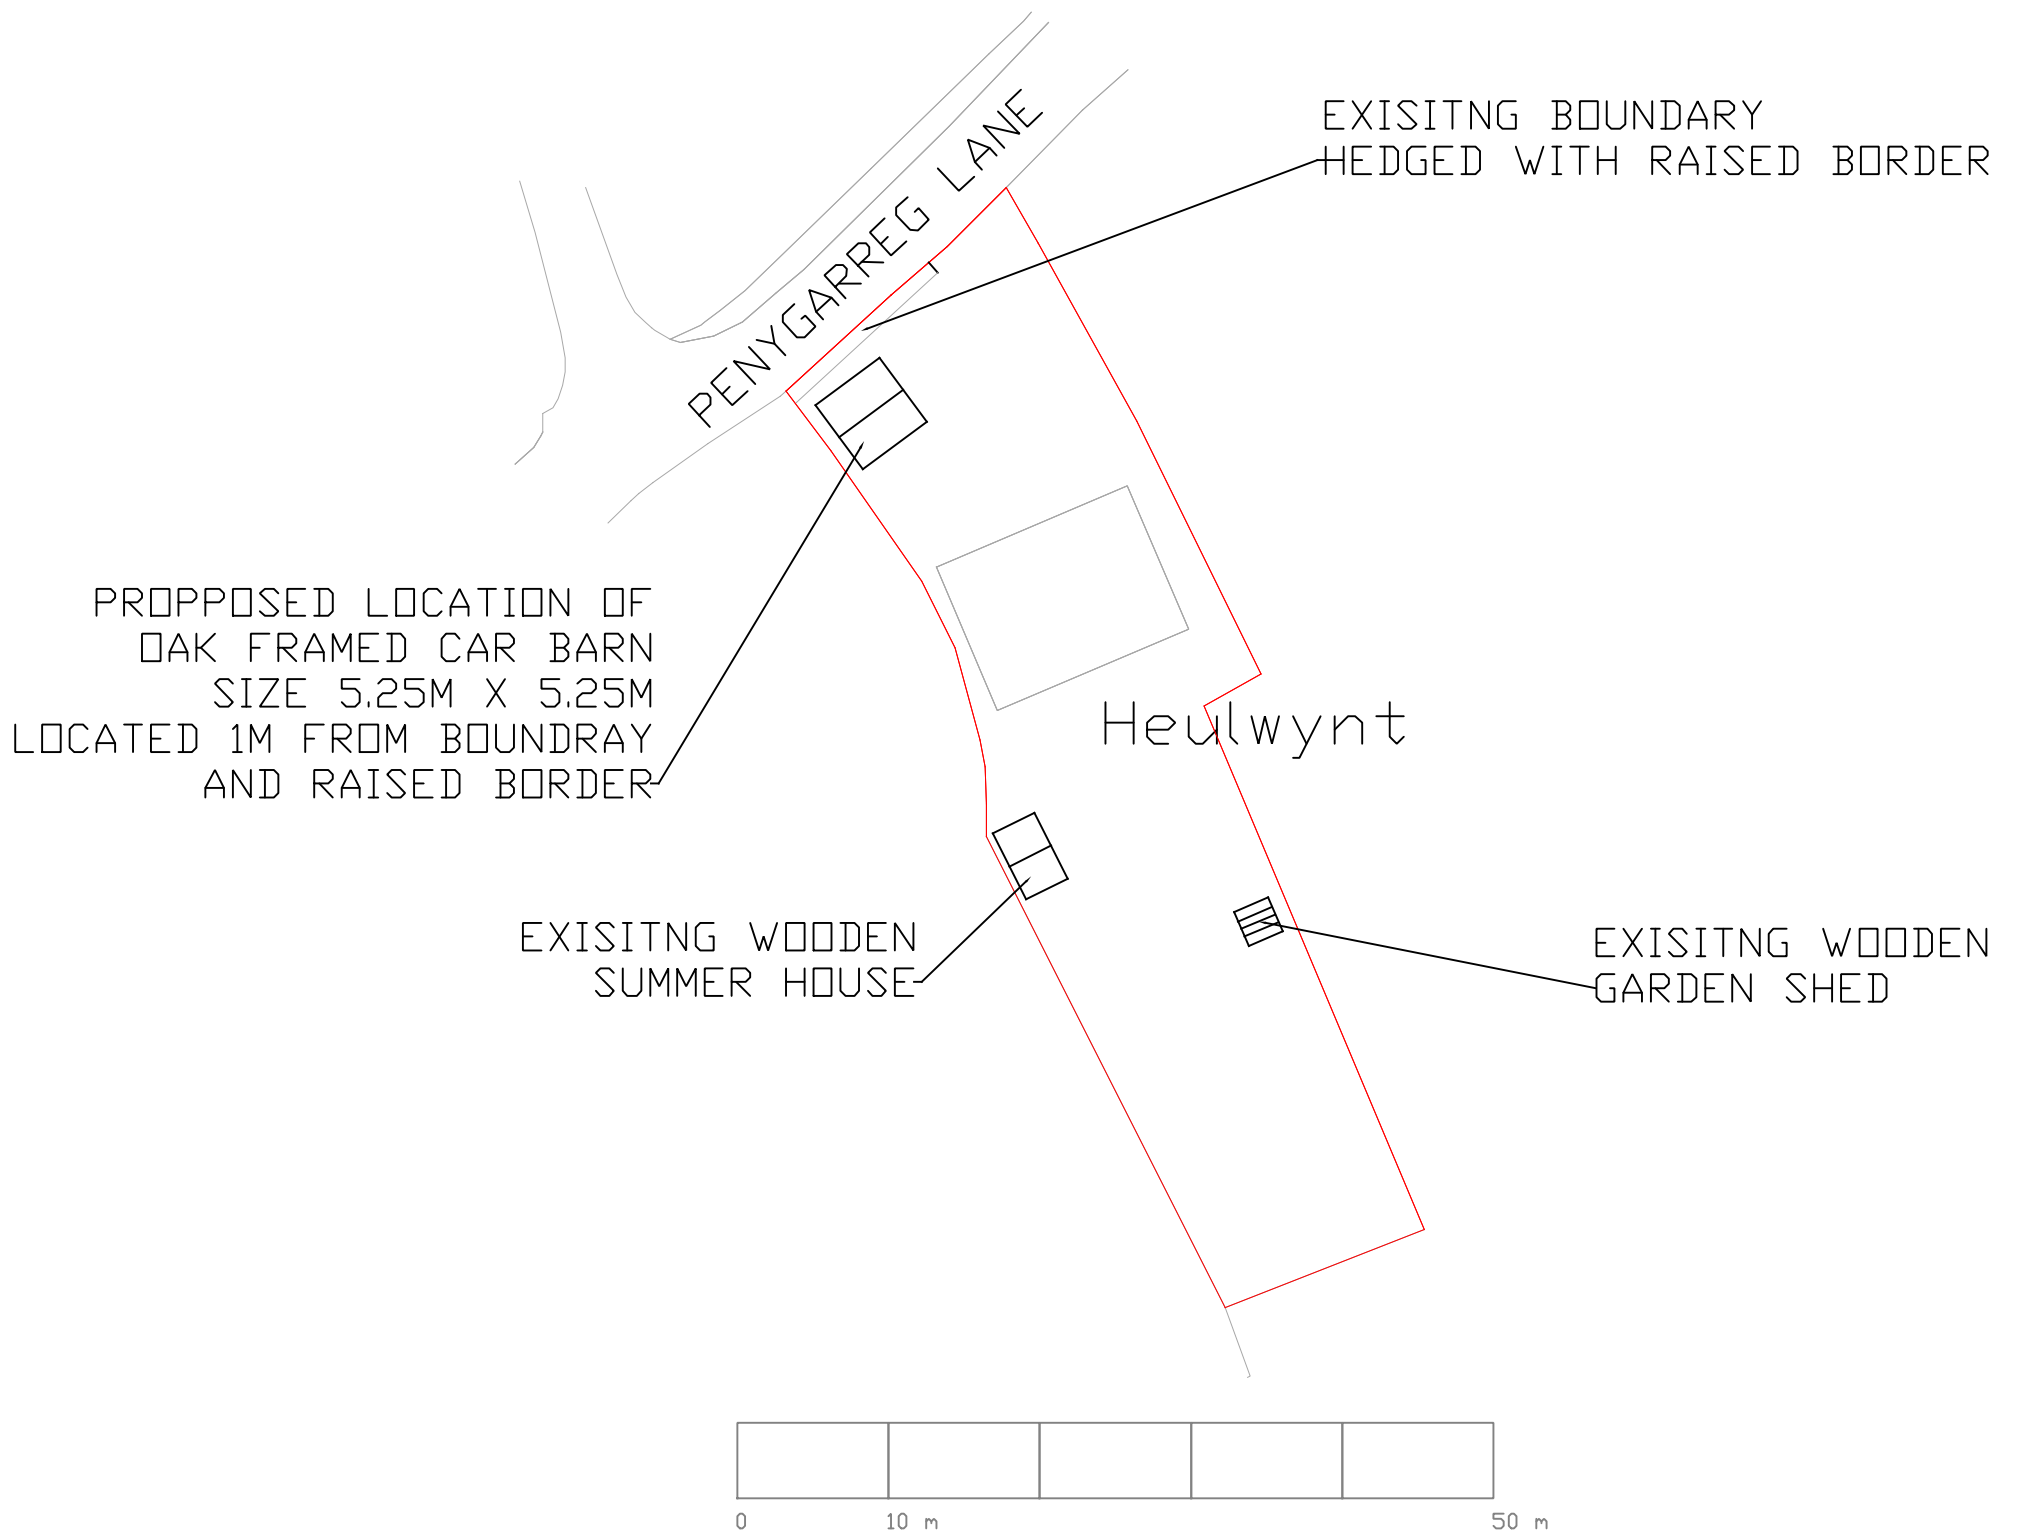 EXISITNG BOUNDARY
HEDGED WITH RAISED BORDER
PENYGARREG LANE
PROPPOSED LOCATION OF
OAK FRAMED CAR BARN
SIZE 5.25M X 5.25M
LOCATED 1M FROM BOUNDRAY
AND RAISED BORDER
Heulwynt
EXISITNG WOODEN
SUMMER HOUSE
EXISITNG WOODEN
GARDEN SHED
0 10 m 50 m